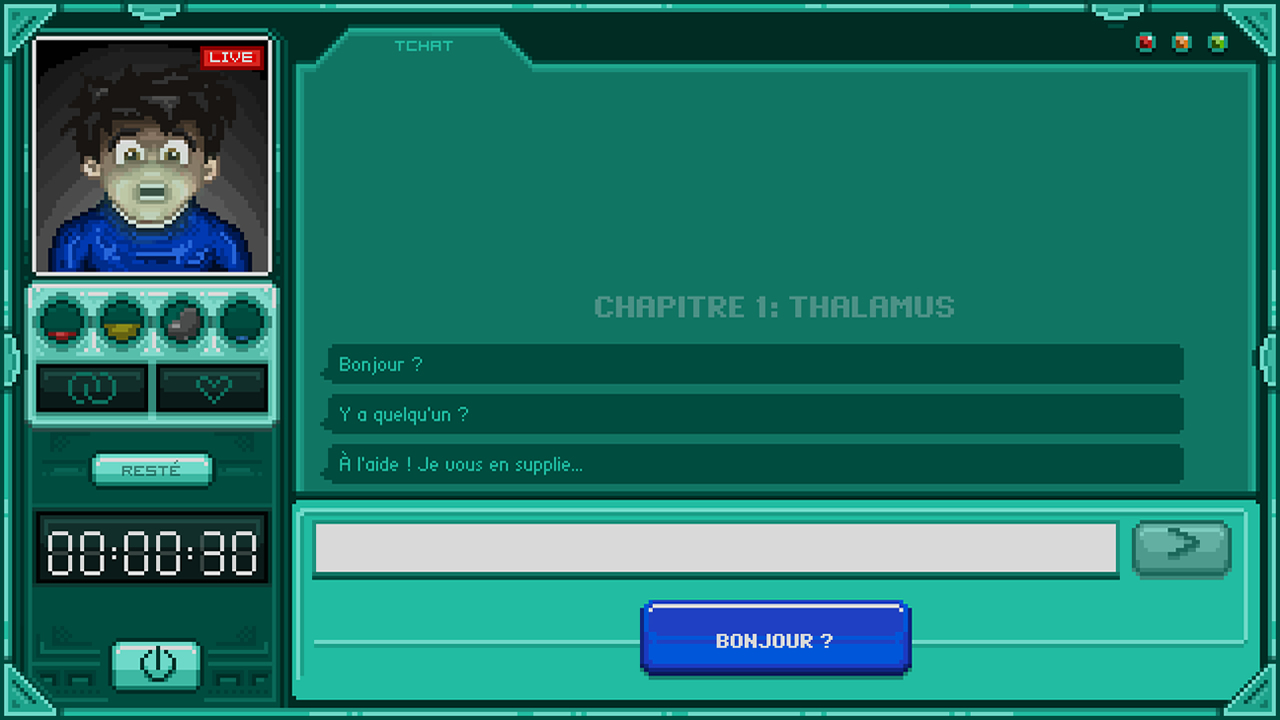 LIVE
TCHAT
CHAPITRE 1: THALAMUS
Bonjour ?
Y a quelqu'un ?
À l'aide ! Je vous en supplie...
RESTÉ
00:00:30
>
BONJOUR ?